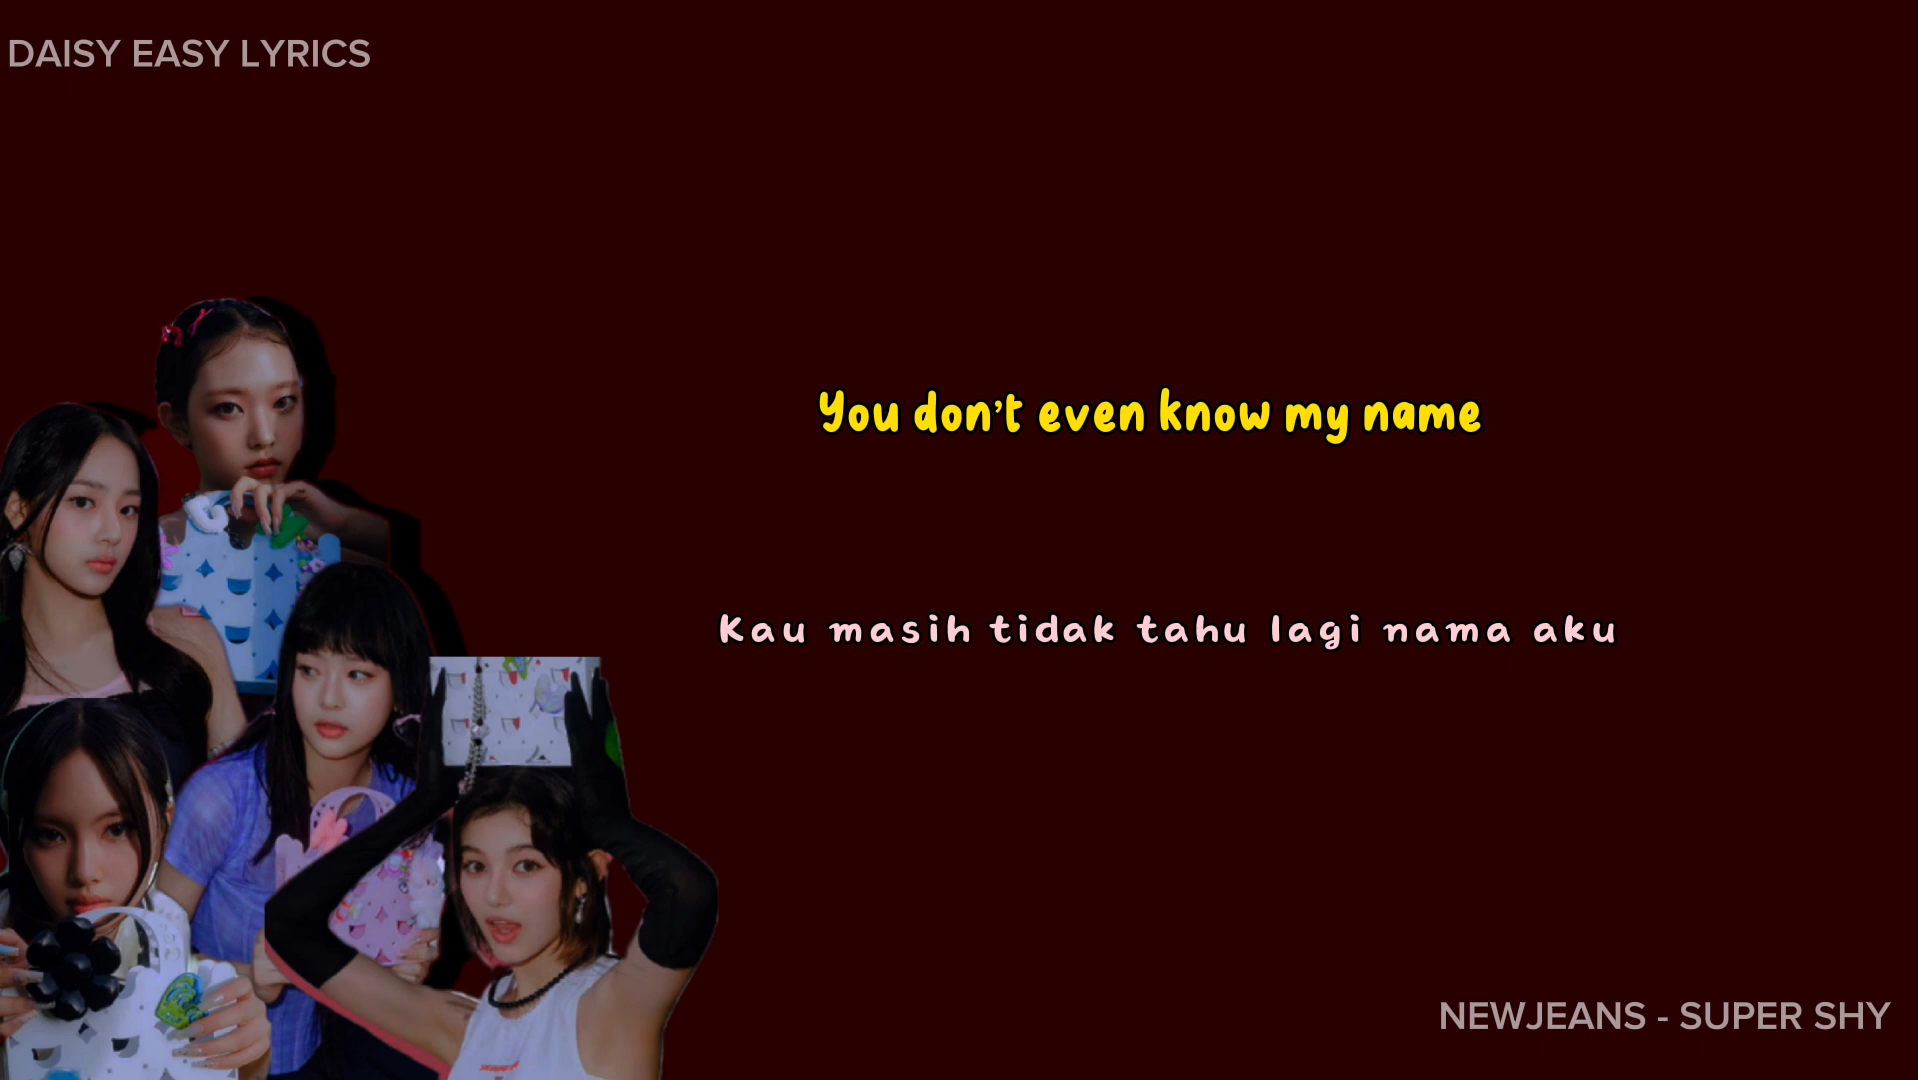 DAISY EASY LYRICS
You don't even know my name
Kau masih tidak tahu lagi nama aku
NEWJEANS - SUPER SHY